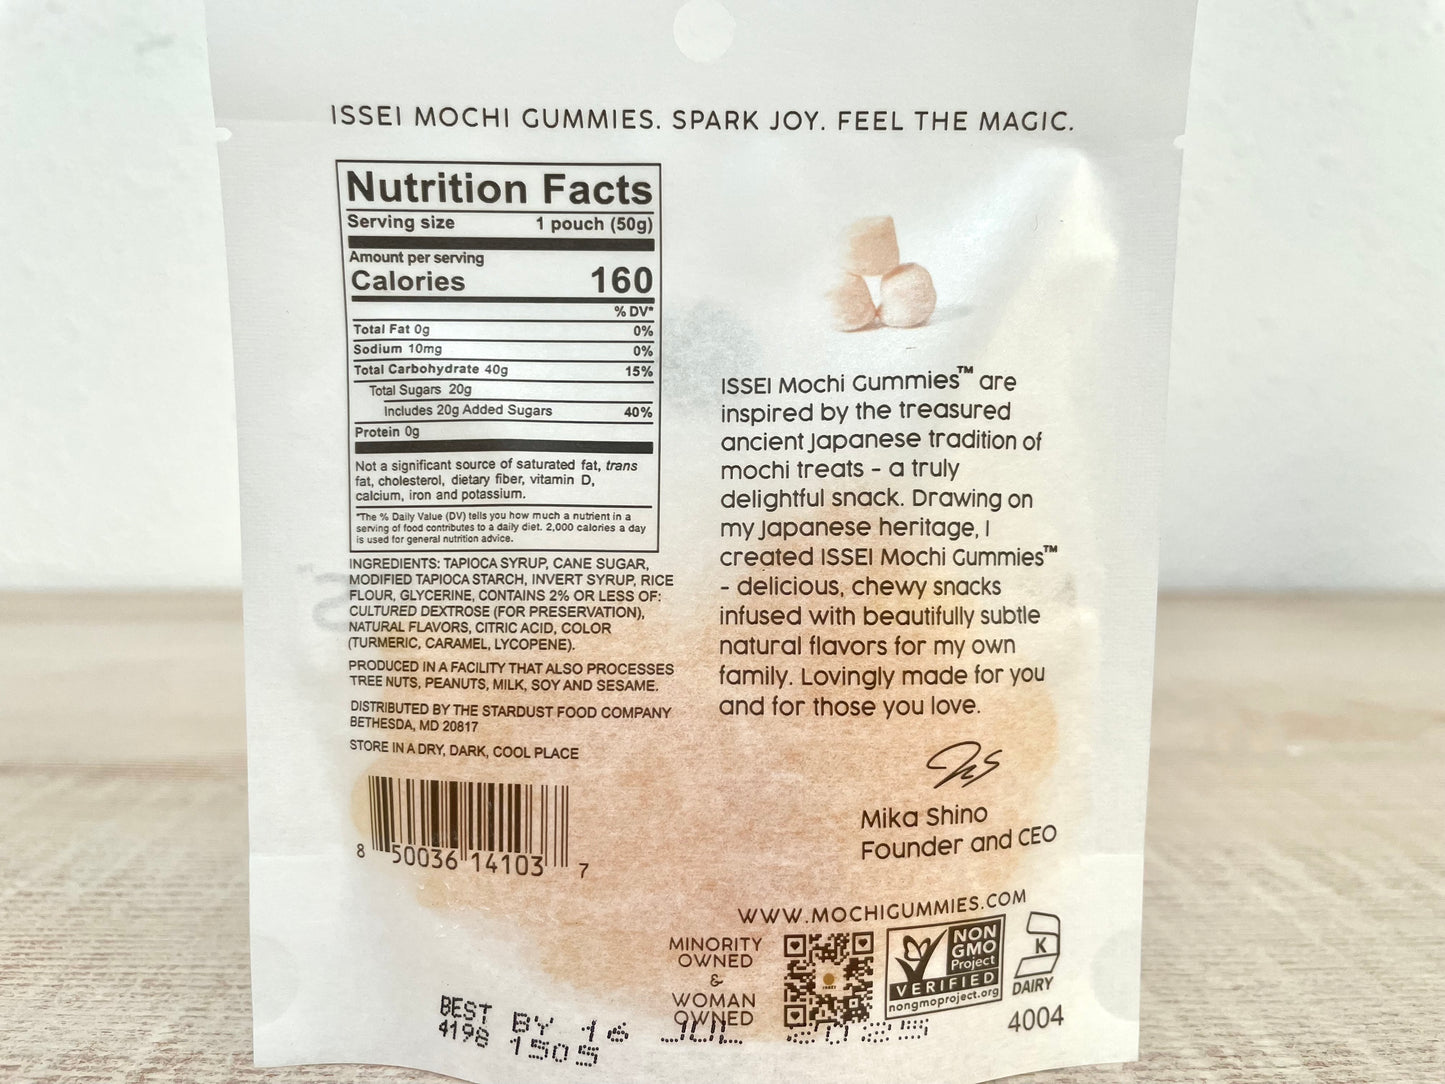 ISSEI MOCHI GUMMIES. SPARK JOY. FEEL THE MAGIC.
Nutrition Facts
Serving size 1 pouch (50g)
Amount per serving
Calories 160
% DV*
Total Fat 0g 0%
Sodium 10mg 0%
Total Carbohydrate 40g 15%
Total Sugars 20g
Includes 20g Added Sugars 40%
Protein 0g
Not a significant source of saturated fat, trans
fat, cholesterol, dietary fiber, vitamin D,
calcium, iron and potassium.
*The % Daily Value (DV) tells you how much a nutrient in a
serving of food contributes to a daily diet. 2,000 calories a day
is used for general nutrition advice.
INGREDIENTS: TAPIOCA SYRUP, CANE SUGAR,
MODIFIED TAPIOCA STARCH, INVERT SYRUP, RICE
FLOUR, GLYCERINE, CONTAINS 2% OR LESS OF:
CULTURED DEXTROSE (FOR PRESERVATION),
NATURAL FLAVORS, CITRIC ACID, COLOR
(TURMERIC, CARAMEL, LYCOPENE).
PRODUCED IN A FACILITY THAT ALSO PROCESSES
TREE NUTS, PEANUTS, MILK, SOY AND SESAME.
DISTRIBUTED BY THE STARDUST FOOD COMPANY
BETHESDA, MD 20817
STORE IN A DRY, DARK, COOL PLACE
8 50036 14103 7
ISSEI Mochi Gummies™ are
inspired by the treasured
ancient Japanese tradition of
mochi treats - a truly
delightful snack. Drawing on
my Japanese heritage, I
created ISSEI Mochi Gummies™
- delicious, chewy snacks
infused with beautifully subtle
natural flavors for my own
family. Lovingly made for you
and for those you love.
Mika Shino
Founder and CEO
WWW.MOCHIGUMMIES.COM
MINORITY
OWNED
&
WOMAN
OWNED
NON
GMO
Project
VERIFIED
nongmoproject.org
K
DAIRY
4004
BEST BY 16 JUL 2025
4198 1505